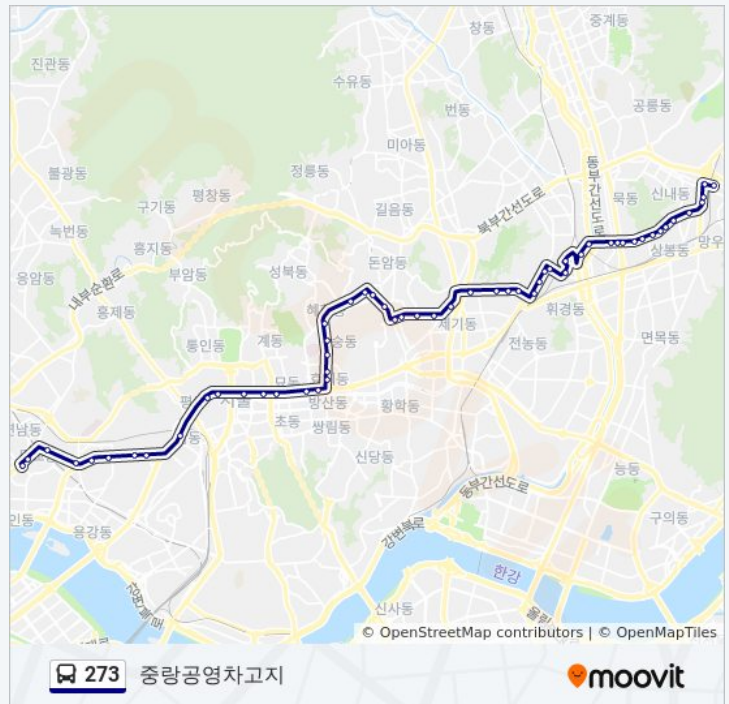 창동
중계동
진관동
수유동
공릉동
번동
미아동
동부간선도로
불광동
정릉동
평창동
묵동
신내동
구기동
길음동
북부간선도로
녹번동
홍지동
상봉동
망우
돈암동
성북동
부암동
응암동
내부순환로
홍제동
휘경동
제기동
계동
숭동
통인동
전농동
면목동
방산동
황학동
초동
쌍림동
신당동
능동
동부간선도로
구의동
용강동
강변북로
한강
신사동
© OpenStreetMap contributors | © OpenMapTiles
273 중랑공영차고지
moovit